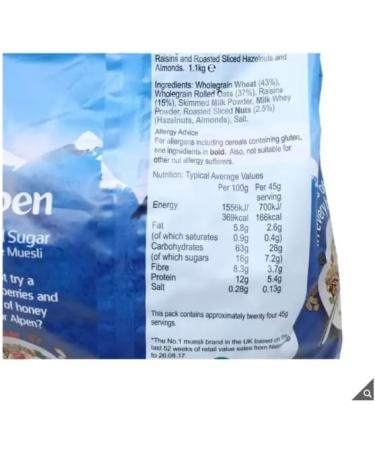 Raisins and Roasted Sliced Hazelnuts and
Almonds. 1.1kg e
Ingredients: Wholegrain Wheat (43%),
Wholegrain Rolled Oats (37%), Raisins
(15%), Skimmed Milk Powder, Milk Whey
Powder, Roasted Sliced Nuts (2.5%)
(Hazelnuts, Almonds), Salt.
Allergy Advice
For allergens including cereals containing gluten,
see ingredients in bold. Also, not suitable for
other nut allergy sufferers.
Nutrition: Typical Average Values
Per 100g Per 45g
serving
Energy 1556kJ/ 700kJ/
369kcal 166kcal
Fat 5.8g 2.6g
(of which saturates 0.9g 0.4g)
Carbohydrates 63g 28g
(of which sugars 16g 7.2g)
Fibre 8.3g 3.7g
Protein 12g 5.4g
Salt 0.28g 0.13g
This pack contains approximately twenty four 45g
servings.
*The No.1 muesli brand in the UK based on the
last 52 weeks of retail value sales from
to 26.08.17
pen
Sugar
Muesli
t try a
berries and
of honey
r Alpen?